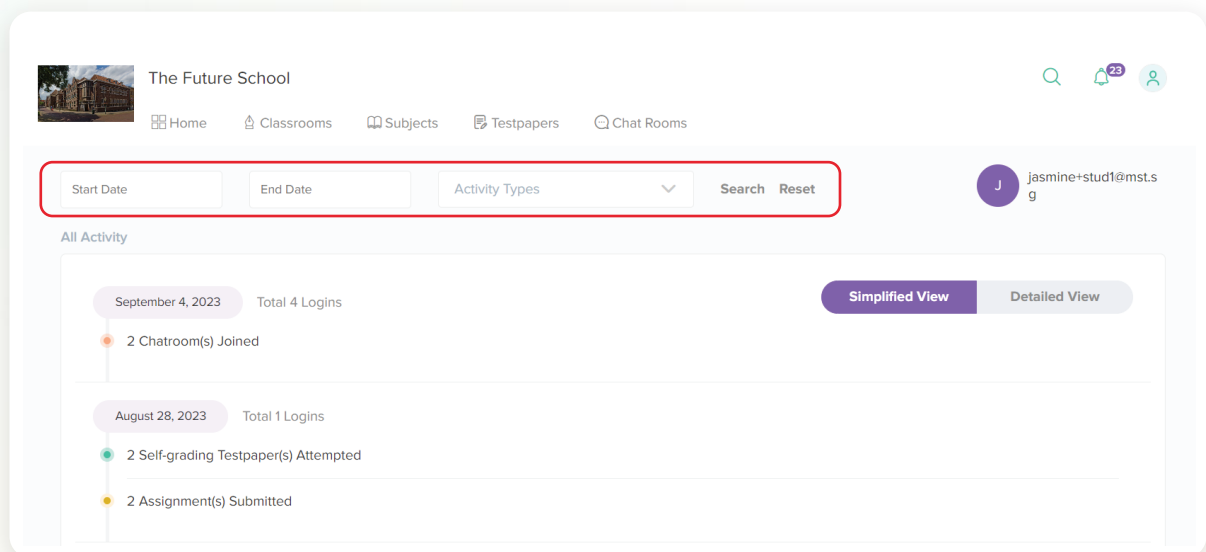 The Future School
23
Home Classrooms Subjects Testpapers Chat Rooms
Start Date End Date Activity Types Search Reset
J
jasmine+stud1@mst.s
g
All Activity
September 4, 2023 Total 4 Logins
Simplified View Detailed View
2 Chatroom(s) Joined
August 28, 2023 Total 1 Logins
2 Self-grading Testpaper(s) Attempted
2 Assignment(s) Submitted